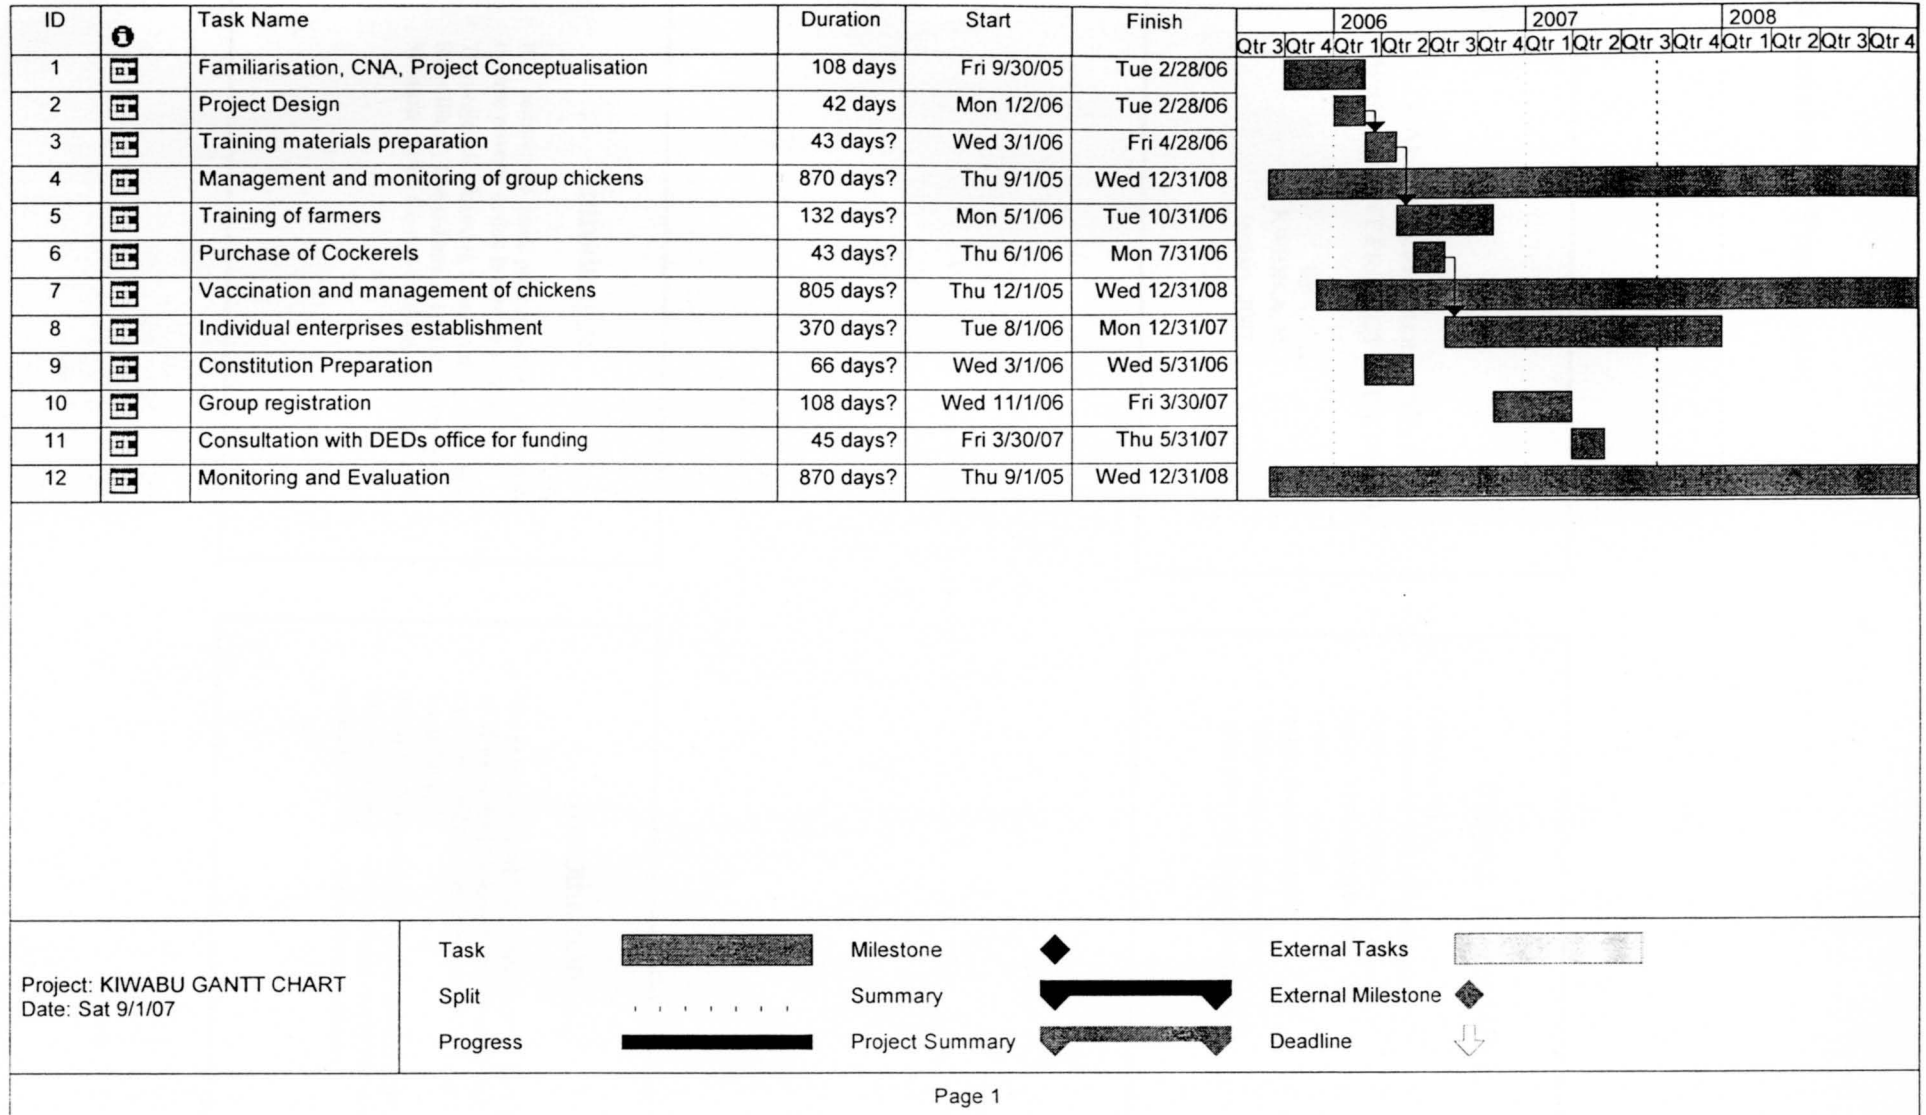 ID Task Name Duration Start Finish 2006 2007 2008
Qtr 3 Qtr 4 Qtr 1 Qtr 2 Qtr 3 Qtr 4 Qtr 1 Qtr 2 Qtr 3 Qtr 4 Qtr 1 Qtr 2 Qtr 3 Qtr 4
1 Familiarisation, CNA, Project Conceptualisation 108 days Fri 9/30/05 Tue 2/28/06
2 Project Design 42 days Mon 1/2/06 Tue 2/28/06
3 Training materials preparation 43 days? Wed 3/1/06 Fri 4/28/06
4 Management and monitoring of group chickens 870 days? Thu 9/1/05 Wed 12/31/08
5 Training of farmers 132 days? Mon 5/1/06 Tue 10/31/06
6 Purchase of Cockerels 43 days? Thu 6/1/06 Mon 7/31/06
7 Vaccination and management of chickens 805 days? Thu 12/1/05 Wed 12/31/08
8 Individual enterprises establishment 370 days? Tue 8/1/06 Mon 12/31/07
9 Constitution Preparation 66 days? Wed 3/1/06 Wed 5/31/06
10 Group registration 108 days? Wed 11/1/06 Fri 3/30/07
11 Consultation with DEDs office for funding 45 days? Fri 3/30/07 Thu 5/31/07
12 Monitoring and Evaluation 870 days? Thu 9/1/05 Wed 12/31/08
Project: KIWABU GANTT CHART
Date: Sat 9/1/07
Task Milestone External Tasks
Split Summary External Milestone
Progress Project Summary Deadline
Page 1